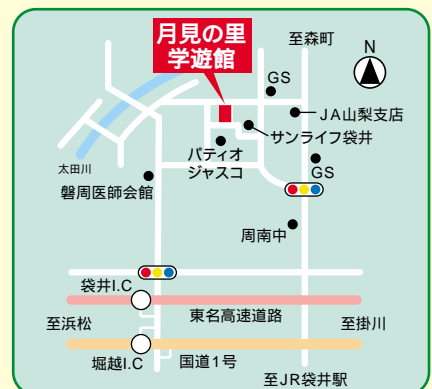 月見の里
学遊館
至森町
N
GS
JA山梨支店
サンライフ袋井
パティオ
ジャスコ
GS
太田川
磐周医師会館
周南中
袋井I.C
東名高速道路
至浜松
至掛川
堀越I.C
国道1号
至JR袋井駅